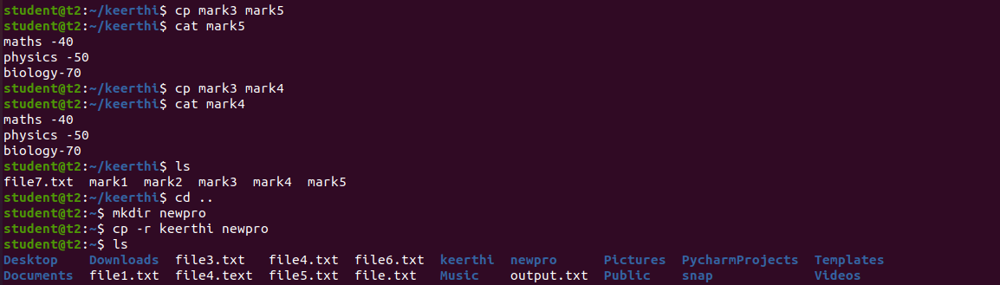 student@t2:~/keerthi$ cp mark3 mark5
student@t2:~/keerthi$ cat mark5
maths -40
physics -50
biology-70
student@t2:~/keerthi$ cp mark3 mark4
student@t2:~/keerthi$ cat mark4
maths -40
physics -50
biology-70
student@t2:~/keerthi$ ls
file7.txt  mark1  mark2  mark3  mark4  mark5
student@t2:~/keerthi$ cd ..
student@t2:~$ mkdir newpro
student@t2:~$ cp -r keerthi newpro
student@t2:~$ ls
Desktop    Downloads  file3.txt   file4.txt  file6.txt  keerthi  newpro      Pictures  PycharmProjects  Templates
Documents  file1.txt  file4.text  file5.txt  file.txt   Music    output.txt  Public    snap             Videos